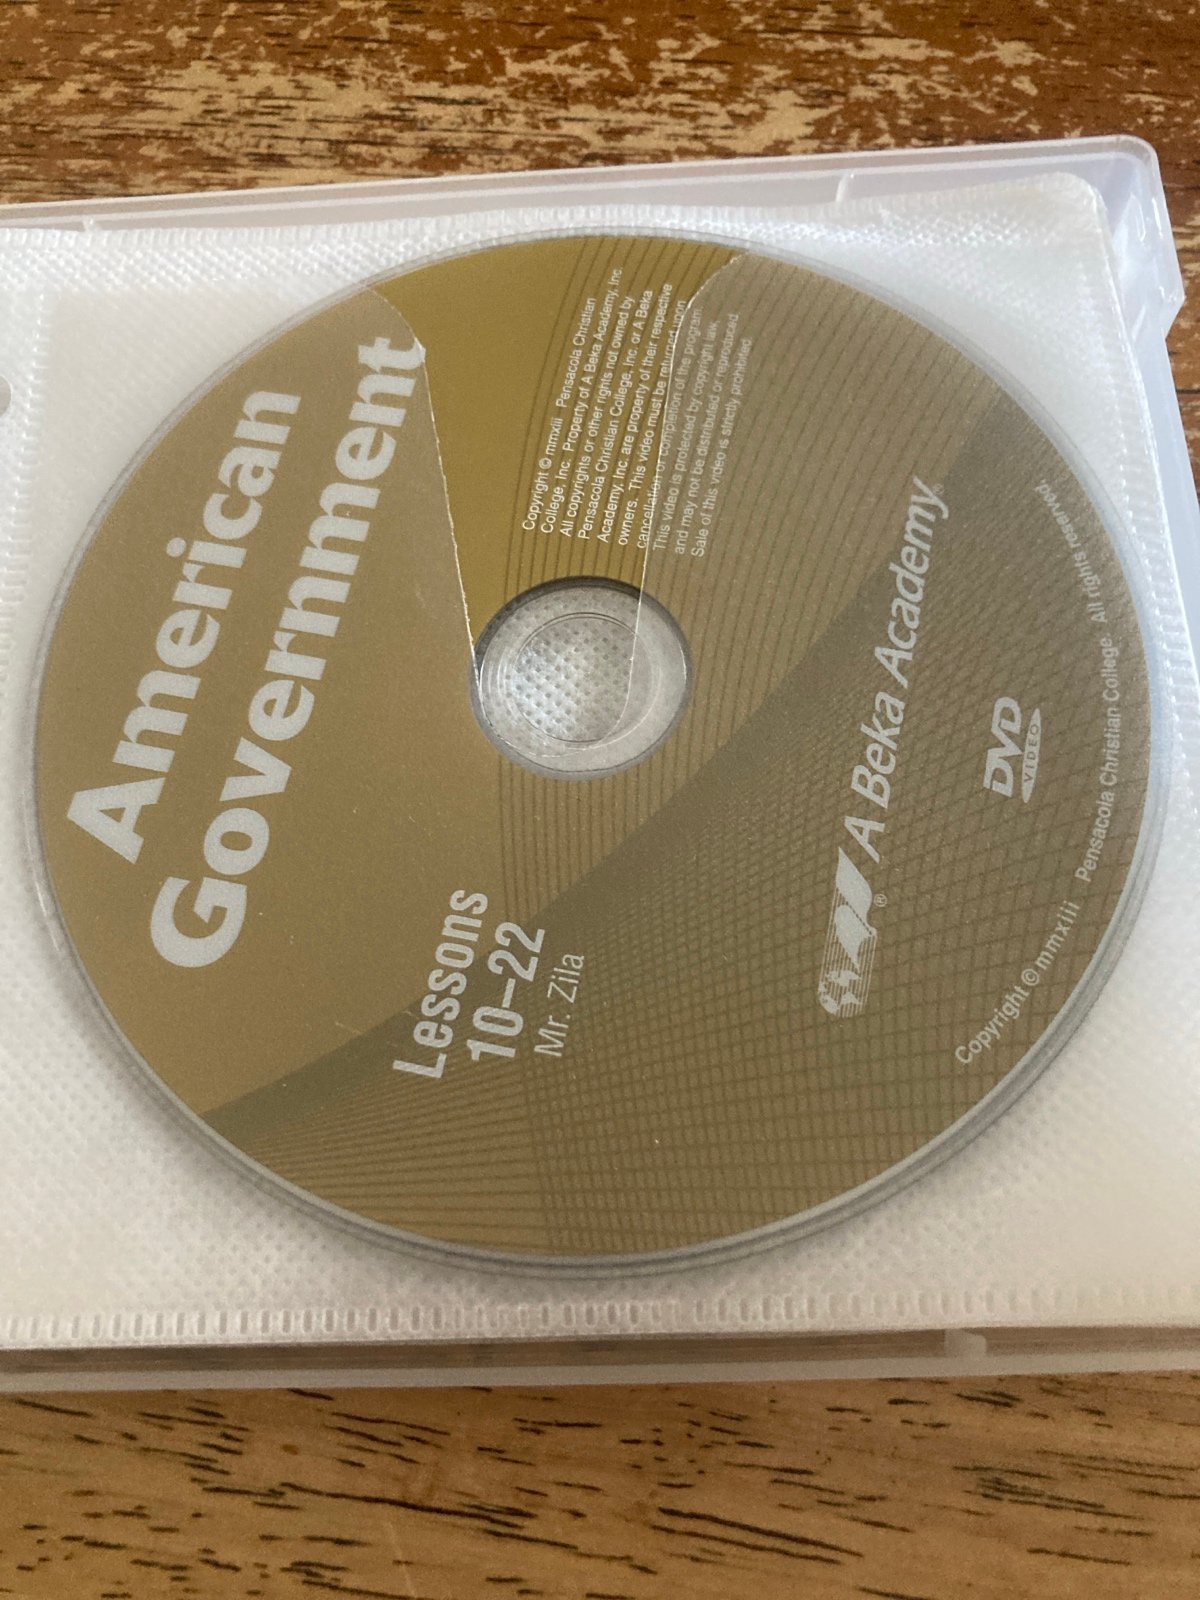 American
Government
Lessons
10–22
Mr. Zila
Copyright © mmxiii Pensacola Christian
College, Inc. Property of A Beka Academy, Inc.
All copyrights or other rights not owned by
Pensacola Christian College, Inc. or A Beka
Academy, Inc. are property of their respective
owners. This video must be returned upon
cancellation or completion of the program.
This video is protected by copyright law
and may not be distributed or reproduced.
Sale of this video is strictly prohibited.
A Beka Academy®
®
DVD
VIDEO
Copyright © mmxiii Pensacola Christian College. All rights reserved.